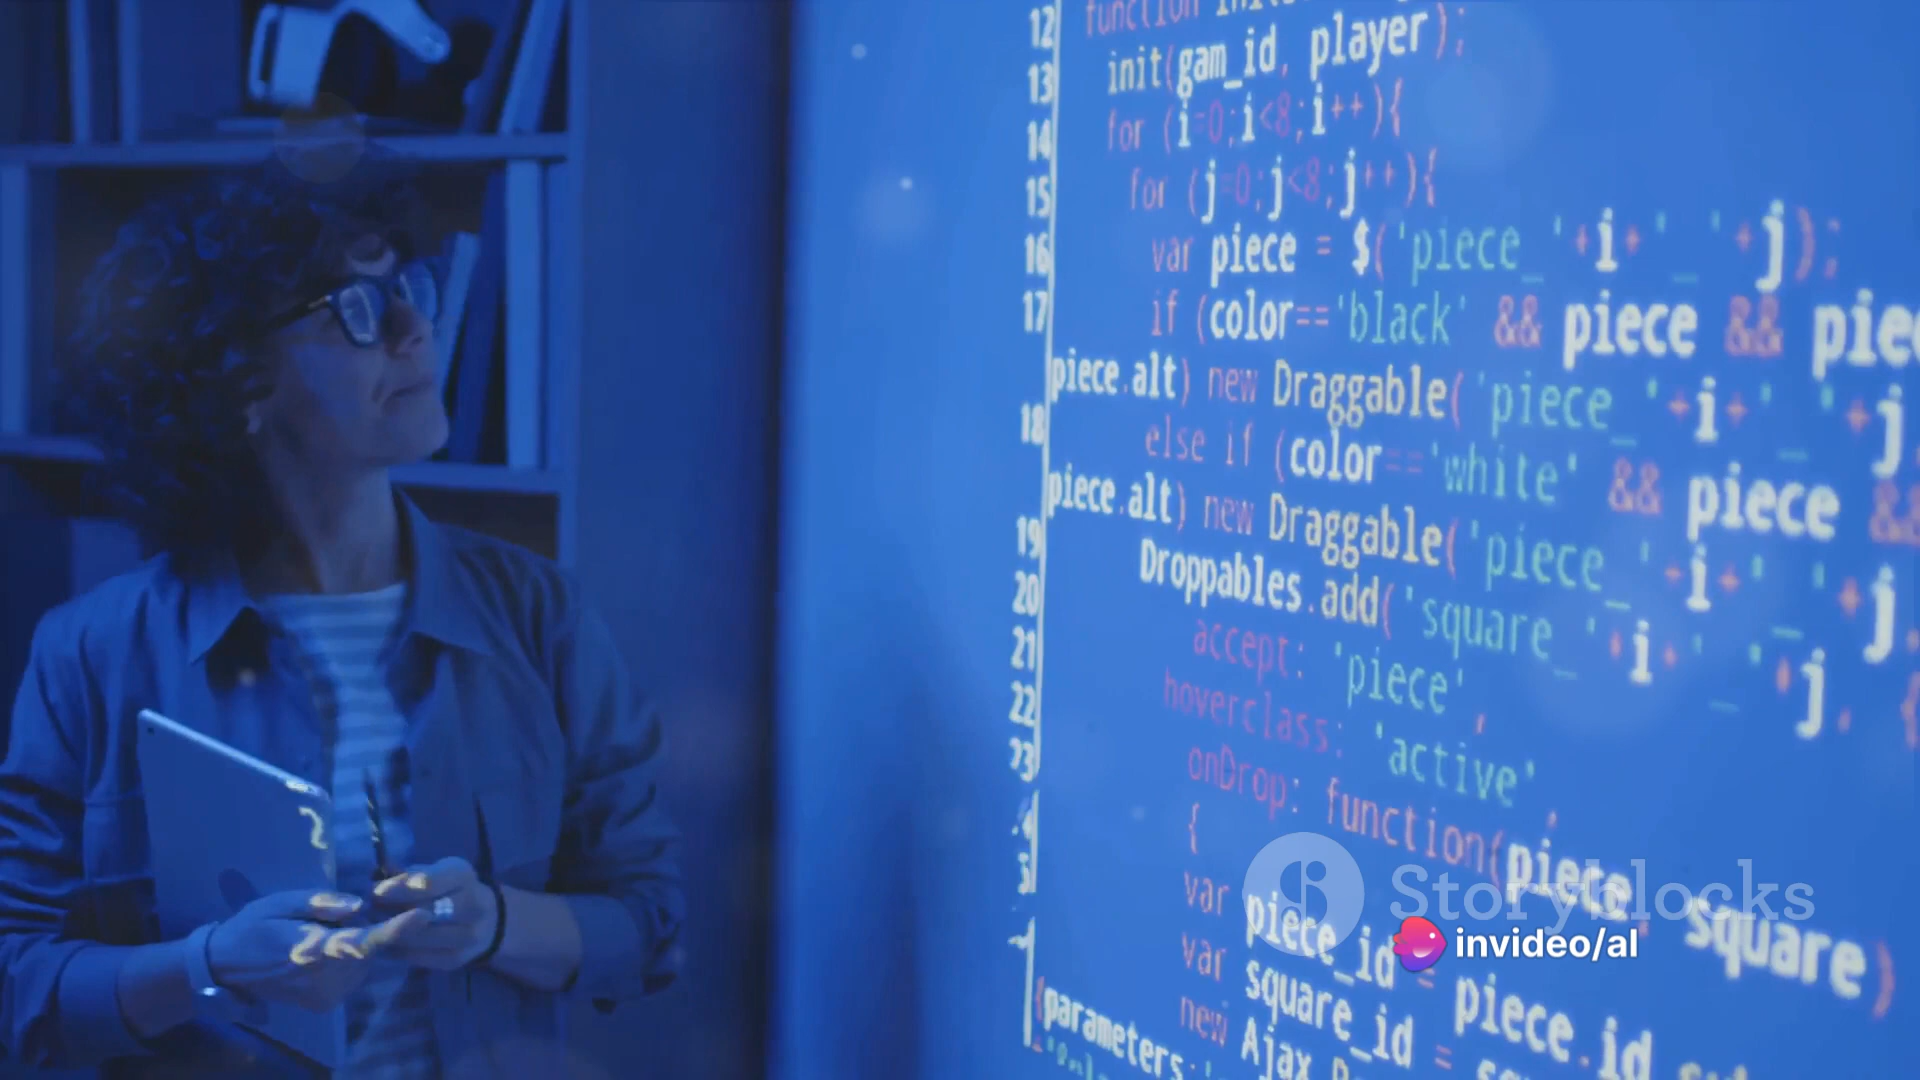 12 function
13 init(gam_id, player);
14 for (i=0;i<8;i++){
15 for (j=0;j<8;j++){
16 var piece = $('piece_'+i+'_'+j);
17 if (color=='black' && piece && piec
piece.alt) new Draggable('piece_'+i+'_'+j
18 else if (color=='white' && piece &&
piece.alt) new Draggable('piece_'+i+'_'+j
19 Droppables.add('square_'+i+'_'+j, {
20 accept: 'piece',
21 hoverclass: 'active',
22 onDrop: function(piece, square)
23 {
var piece_id = piece.id
var square_id =
new Ajax
{parameters:
Storyblocks
invideo/aI
26